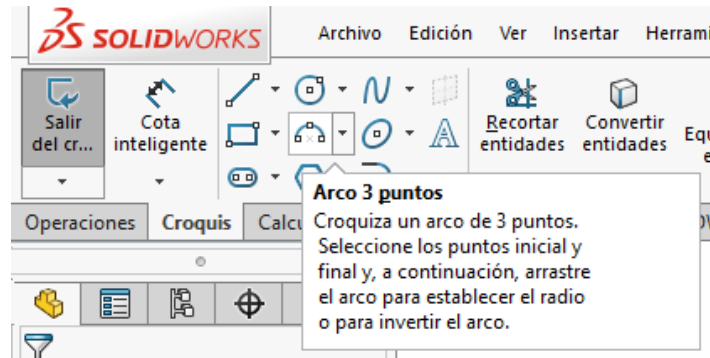 SOLIDWORKS
Archivo Edición Ver Insertar
Salir
del cr...
Cota
inteligente
Recortar
entidades
Convertir
entidades
Operaciones Croquis
Arco 3 puntos
Croquiza un arco de 3 puntos.
Seleccione los puntos inicial y
final y, a continuación, arrastre
el arco para establecer el radio
o para invertir el arco.